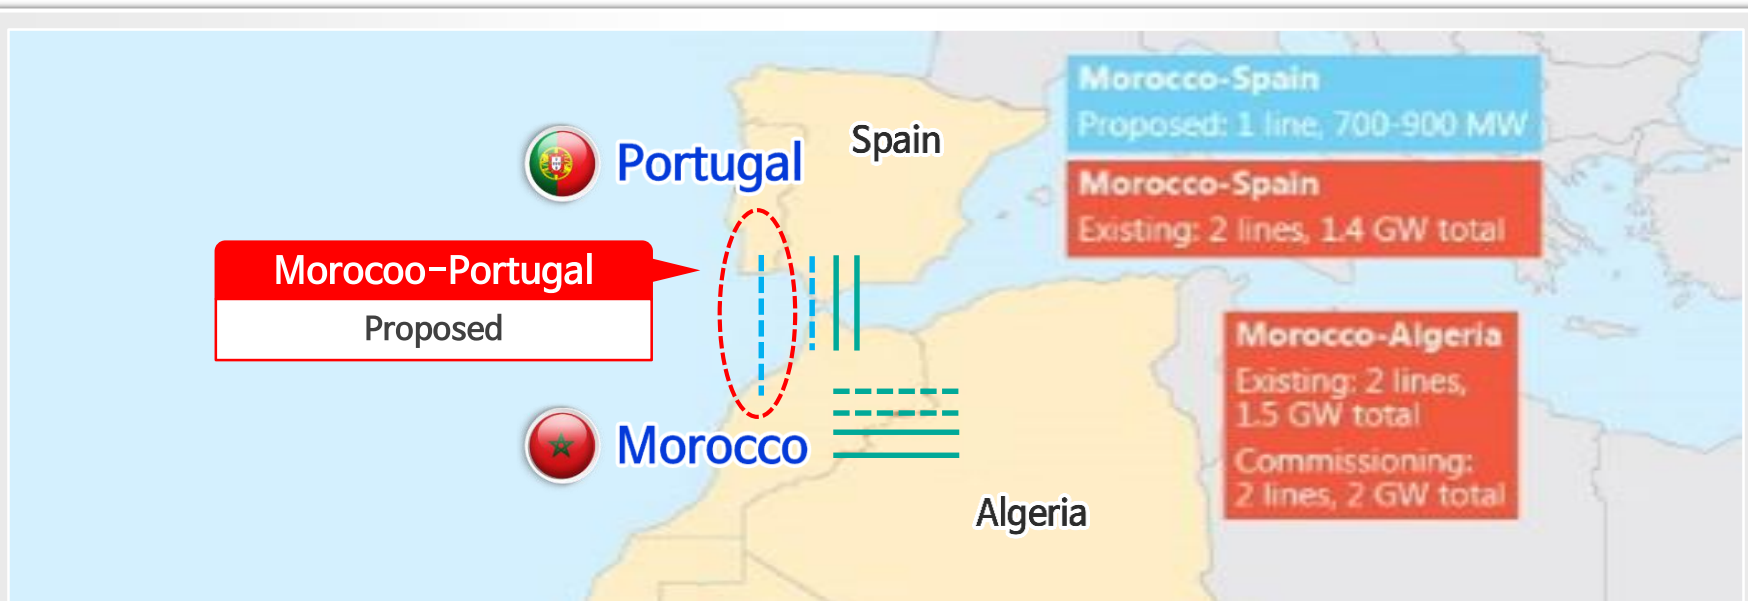 Morocco-Spain
Proposed: 1 line, 700-900 MW
Spain
Portugal
Morocco-Spain
Existing: 2 lines, 1.4 GW total
Morocoo-Portugal
Proposed
Morocco-Algeria
Existing: 2 lines,
1.5 GW total
Commissioning:
2 lines, 2 GW total
Morocco
Algeria